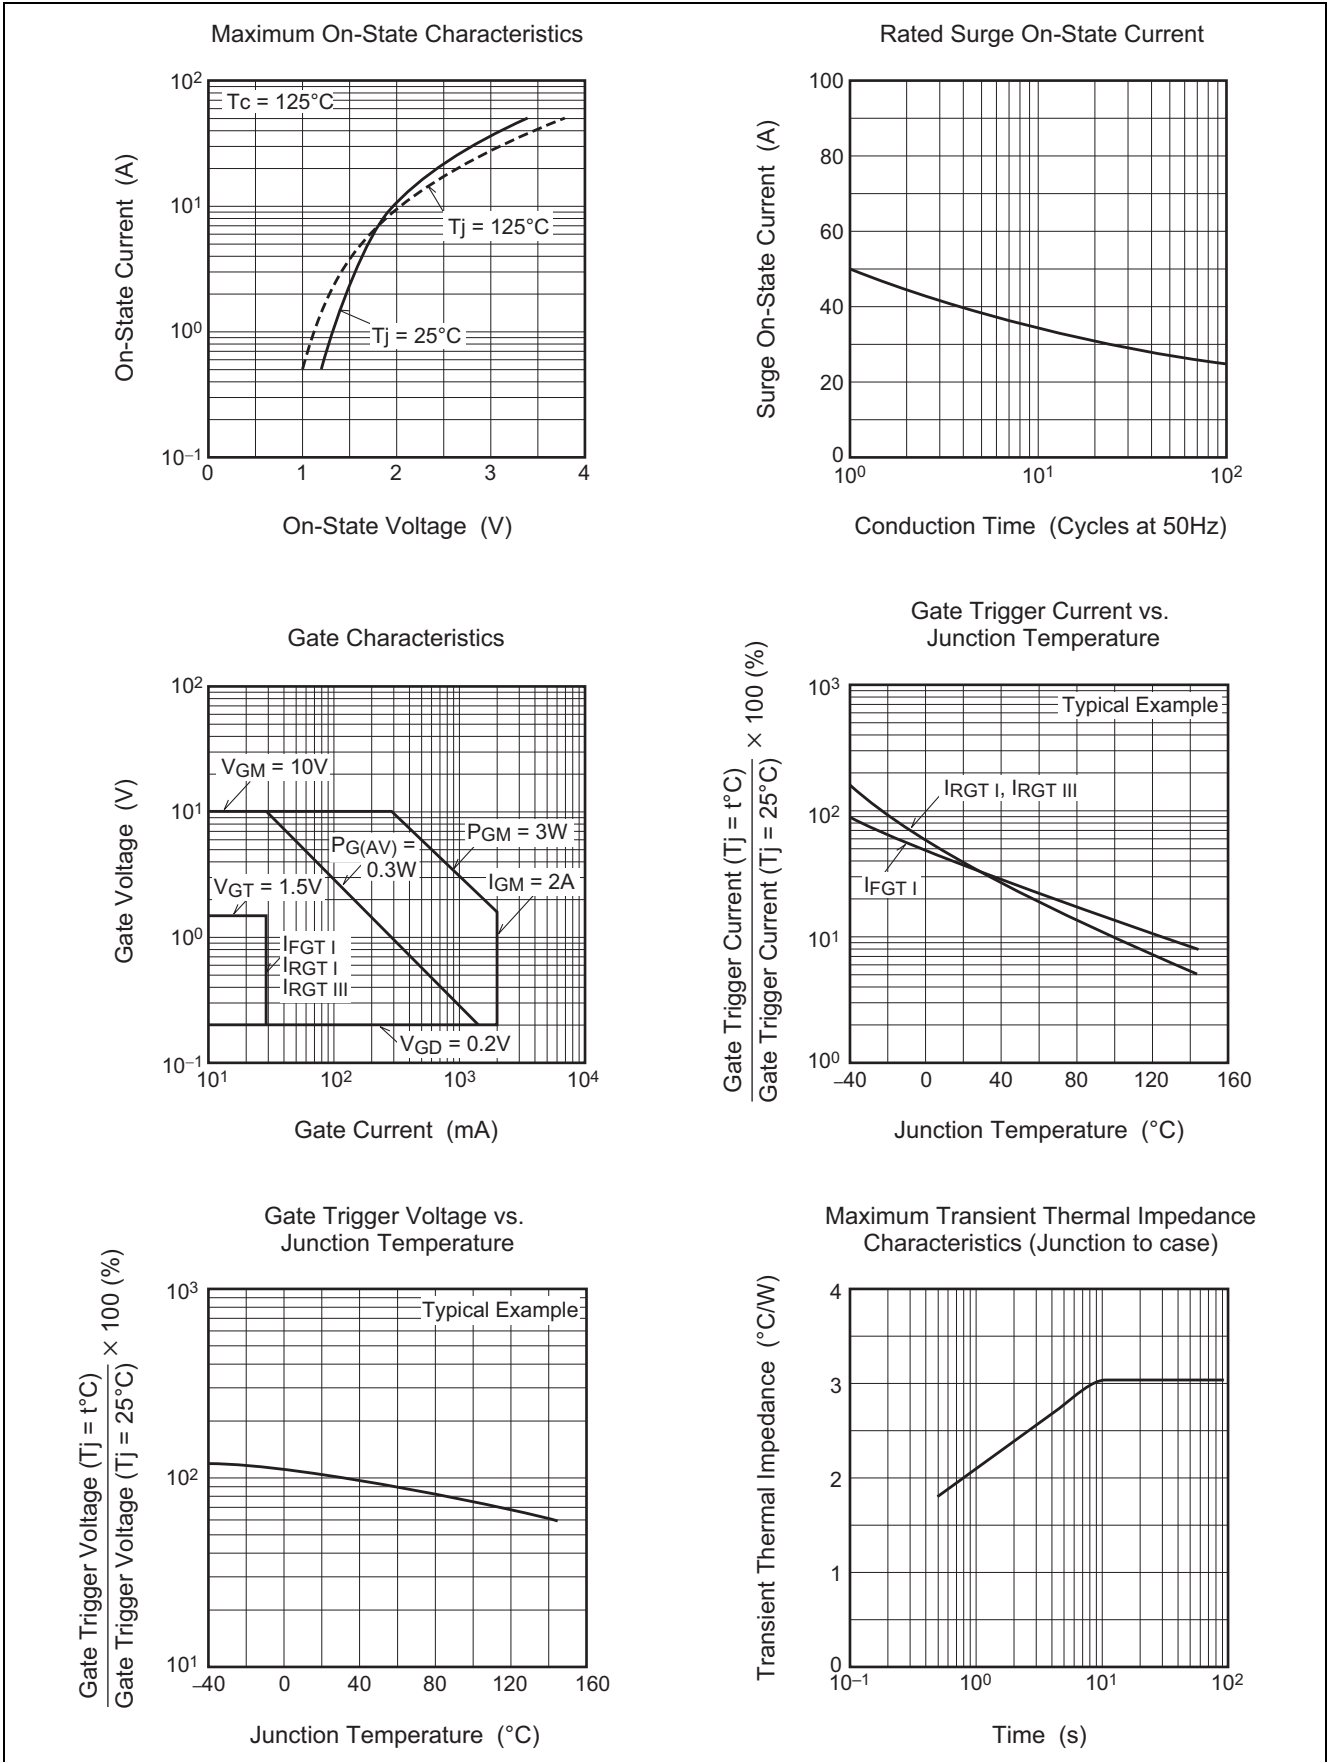 Maximum On-State Characteristics
10²
Tc = 125°C
10¹
Tj = 125°C
10⁰
Tj = 25°C
10⁻¹
0 1 2 3 4
On-State Current (A)
On-State Voltage (V)
Rated Surge On-State Current
100
80
60
40
20
0
10⁰ 10¹ 10²
Surge On-State Current (A)
Conduction Time (Cycles at 50Hz)
Gate Characteristics
10²
VGM = 10V
10¹
PG(AV) =
0.3W
PGM = 3W
VGT = 1.5V
IGM = 2A
10⁰
IFGT I
IRGT I
IRGT III
VGD = 0.2V
10⁻¹
10¹ 10² 10³ 10⁴
Gate Voltage (V)
Gate Current (mA)
Gate Trigger Current vs.
Junction Temperature
10³
Typical Example
IRGT I, IRGT III
10²
IFGT I
10¹
10⁰
–40 0 40 80 120 160
Gate Trigger Current (Tj = t°C)
Gate Trigger Current (Tj = 25°C)
× 100 (%)
Junction Temperature (°C)
Gate Trigger Voltage vs.
Junction Temperature
10³
Typical Example
10²
10¹
–40 0 40 80 120 160
Gate Trigger Voltage (Tj = t°C)
Gate Trigger Voltage (Tj = 25°C)
× 100 (%)
Junction Temperature (°C)
Maximum Transient Thermal Impedance
Characteristics (Junction to case)
4
3
2
1
0
10⁻¹ 10⁰ 10¹ 10²
Transient Thermal Impedance (°C/W)
Time (s)